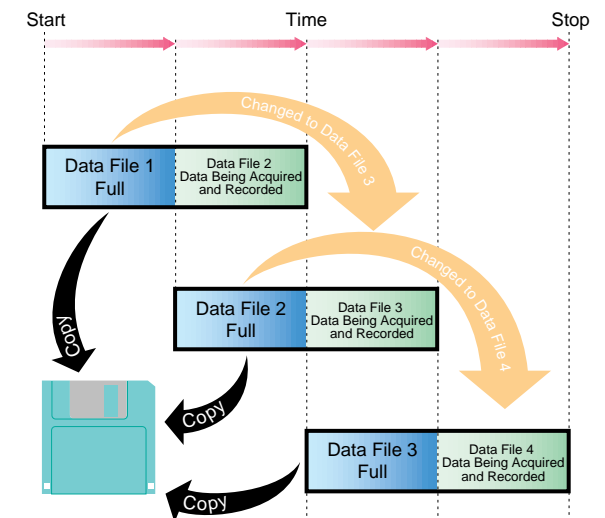 Start
Time
Stop
Changed to Data File 3
Data File 1
Full
Data File 2
Data Being Acquired
and Recorded
Changed to Data File 4
Copy
Data File 2
Full
Data File 3
Data Being Acquired
and Recorded
Copy
Data File 3
Full
Data File 4
Data Being Acquired
and Recorded
Copy